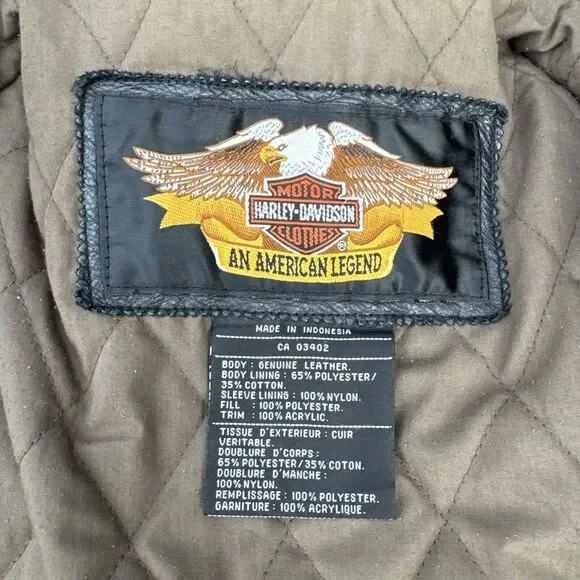 MOTOR
HARLEY-DAVIDSON
CLOTHES
®
AN AMERICAN LEGEND
MADE IN INDONESIA
CA 03402
BODY : GENUINE LEATHER.
BODY LINING : 65% POLYESTER/
35% COTTON.
SLEEVE LINING : 100% NYLON.
FILL : 100% POLYESTER.
TRIM : 100% ACRYLIC.
TISSUE D'EXTERIEUR : CUIR
VERITABLE.
DOUBLURE D'CORPS :
65% POLYESTER/35% COTON.
DOUBLURE D'MANCHE :
100% NYLON.
REMPLISSAGE : 100% POLYESTER.
GARNITURE : 100% ACRYLIQUE.